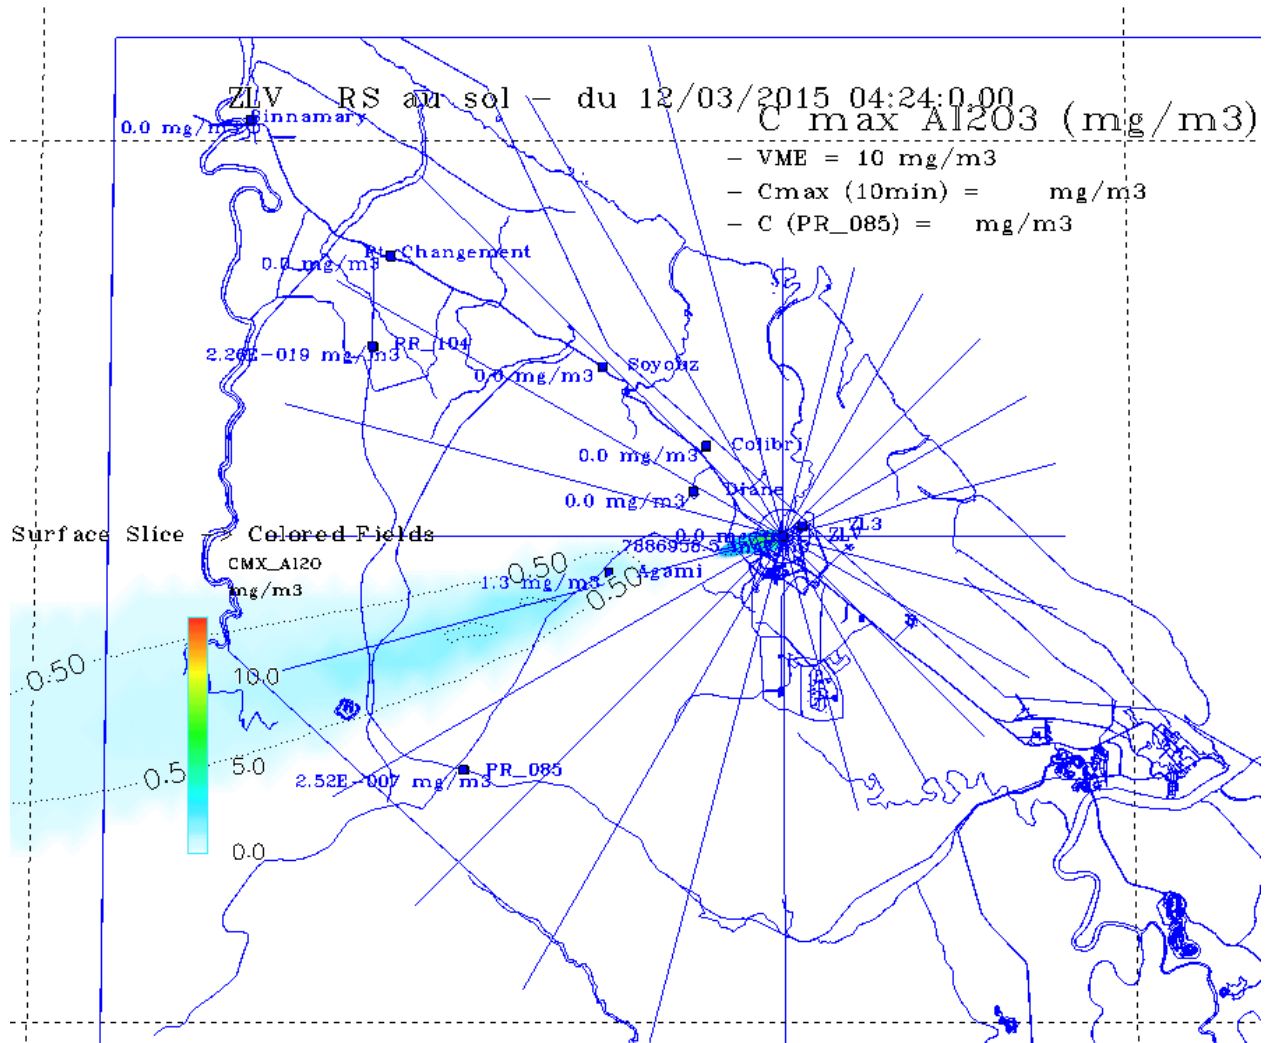 ZLV RS au sol - du 12/03/2015 04:24:0.00
C max Al2O3 (mg/m3)
Sinnamary
0.0 mg/m3
- VME = 10 mg/m3
- Cmax (10min) = mg/m3
- C (PR_085) = mg/m3
Pt Changement
0.0 mg/m3
PR_104
2.26E-019 mg/m3
Soyouz
0.0 mg/m3
Colibri
0.0 mg/m3
Diane
0.0 mg/m3
ZL3
ZLV
0.0
Surface Slice -- Colored Fields
CMX_Al2O
mg/m3
Agami
1.3 mg/m3
0.50
0.50
0.50
0.5
10.0
5.0
0.0
PR_085
2.52E-007 mg/m3